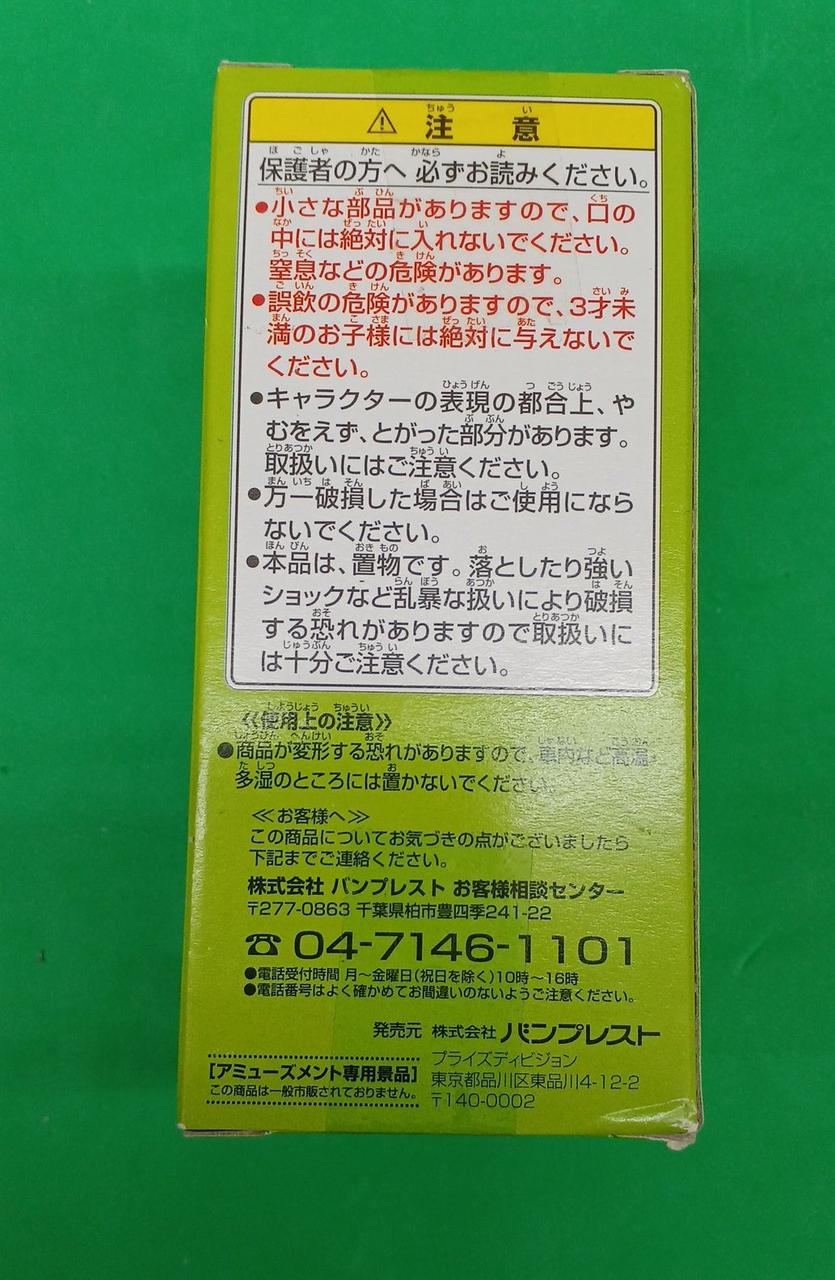 ⚠ 注意
保護者の方へ 必ずお読みください。
●小さな部品がありますので、口の
中には絶対に入れないでください。
窒息などの危険があります。
●誤飲の危険がありますので、3才未
満のお子様には絶対に与えないで
ください。
●キャラクターの表現の都合上、や
むをえず、とがった部分があります。
取扱いにはご注意ください。
●万一破損した場合はご使用になら
ないでください。
●本品は、置物です。落としたり強い
ショックなど乱暴な扱いにより破損
する恐れがありますので取扱いに
は十分ご注意ください。
《使用上の注意》
●商品が変形する恐れがありますので、車内など高温
多湿のところには置かないでください。
≪お客様へ≫
この商品についてお気づきの点がございましたら
下記までご連絡ください。
株式会社 バンプレスト お客様相談センター
〒277-0863 千葉県柏市豊四季241-22
☎ 04-7146-1101
●電話受付時間 月〜金曜日(祝日を除く)10時〜16時
●電話番号はよく確かめてお間違いのないようご注意ください。
発売元 株式会社 バンプレスト
プライズディビジョン
東京都品川区東品川4-12-2
〒140-0002
[アミューズメント専用景品]
この商品は一般市販されておりません。